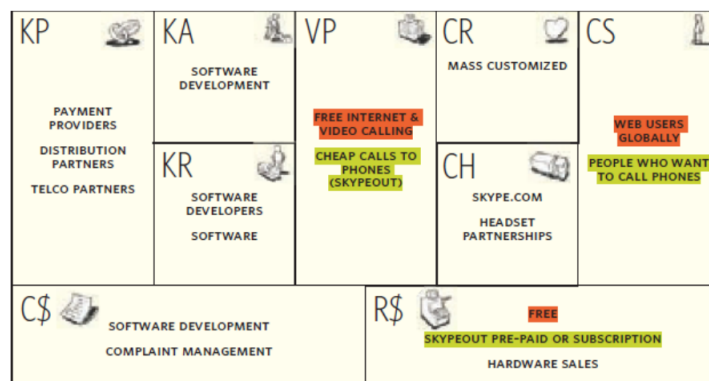 KP
PAYMENT
PROVIDERS
DISTRIBUTION
PARTNERS
TELCO PARTNERS
KA
SOFTWARE
DEVELOPMENT
KR
SOFTWARE
DEVELOPERS
SOFTWARE
VP
FREE INTERNET &
VIDEO CALLING
CHEAP CALLS TO
PHONES
(SKYPEOUT)
CR
MASS CUSTOMIZED
CH
SKYPE.COM
HEADSET
PARTNERSHIPS
CS
WEB USERS
GLOBALLY
PEOPLE WHO WANT
TO CALL PHONES
C$
SOFTWARE DEVELOPMENT
COMPLAINT MANAGEMENT
R$
FREE
SKYPEOUT PRE-PAID OR SUBSCRIPTION
HARDWARE SALES